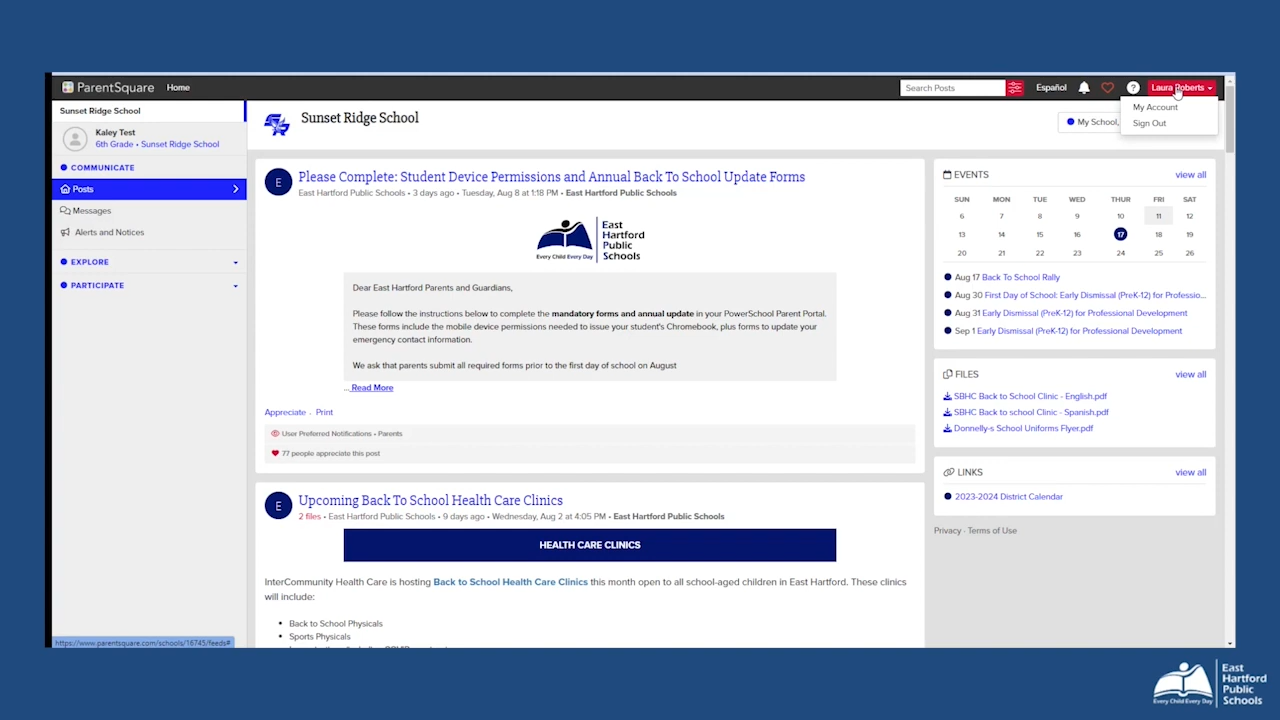 ParentSquare Home Search Posts Español ? Laura Roberts
My Account
Sign Out
Sunset Ridge School
Kaley Test
6th Grade • Sunset Ridge School
COMMUNICATE
Posts
Messages
Alerts and Notices
EXPLORE
PARTICIPATE
Sunset Ridge School
My School,
E
Please Complete: Student Device Permissions and Annual Back To School Update Forms
East Hartford Public Schools • 3 days ago • Tuesday, Aug 8 at 1:18 PM • East Hartford Public Schools
East
Hartford
Public
Schools
Every Child Every Day
Dear East Hartford Parents and Guardians,
Please follow the instructions below to complete the mandatory forms and annual update in your PowerSchool Parent Portal.
These forms include the mobile device permissions needed to issue your student's Chromebook, plus forms to update your
emergency contact information.
We ask that parents submit all required forms prior to the first day of school on August
... Read More
Appreciate • Print
User Preferred Notifications • Parents
77 people appreciate this post
E
Upcoming Back To School Health Care Clinics
2 files • East Hartford Public Schools • 9 days ago • Wednesday, Aug 2 at 4:05 PM • East Hartford Public Schools
HEALTH CARE CLINICS
InterCommunity Health Care is hosting Back to School Health Care Clinics this month open to all school-aged children in East Hartford. These clinics
will include:
• Back to School Physicals
• Sports Physicals
EVENTS view all
SUN MON TUE WED THUR FRI SAT
6 7 8 9 10 11 12
13 14 15 16 17 18 19
20 21 22 23 24 25 26
Aug 17 Back To School Rally
Aug 30 First Day of School: Early Dismissal (PreK-12) for Professio...
Aug 31 Early Dismissal (PreK-12) for Professional Development
Sep 1 Early Dismissal (PreK-12) for Professional Development
FILES view all
SBHC Back to School Clinic - English.pdf
SBHC Back to school Clinic - Spanish.pdf
Donnelly-s School Uniforms Flyer.pdf
LINKS view all
2023-2024 District Calendar
Privacy · Terms of Use
https://www.parentsquare.com/schools/16745/feeds#
East
Hartford
Public
Schools
Every Child Every Day